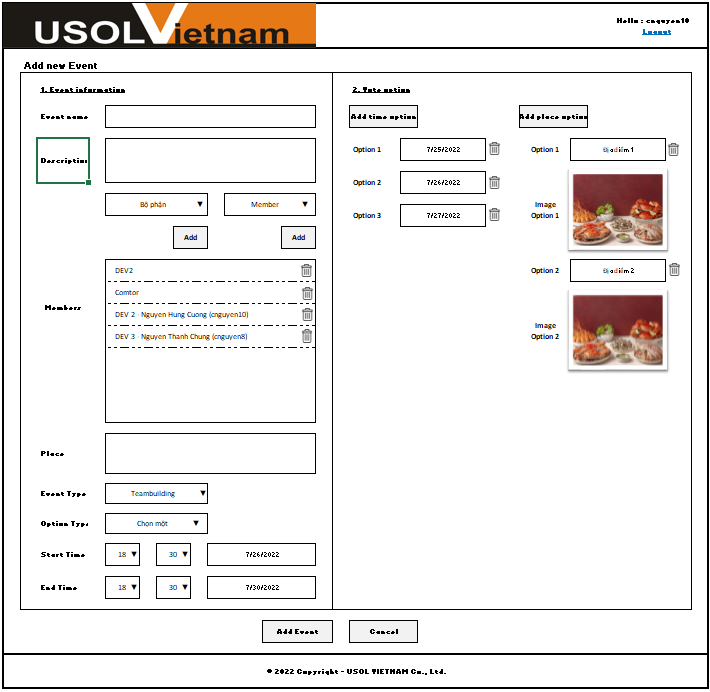 USOL Vietnam
Hello : cnguyen10
Logout
Add new Event
1. Event information
Event name
Description
Bộ phận ▼
Member ▼
Add
Add
Members
DEV2
Comtor
DEV 2 - Nguyen Hung Cuong (cnguyen10)
DEV 3 - Nguyen Thanh Chung (cnguyen8)
Place
Event Type
Teambuilding ▼
Option Type
Chọn một ▼
Start Time
18 ▼
30 ▼
7/26/2022
End Time
18 ▼
30 ▼
7/30/2022
2. Vote option
Add time option
Option 1
7/25/2022
Option 2
7/26/2022
Option 3
7/27/2022
Add place option
Option 1
Địa điểm 1
Image
Option 1
Option 2
Địa điểm 2
Image
Option 2
Add Event
Cancel
© 2022 Copyright - USOL VIETNAM Co., Ltd.